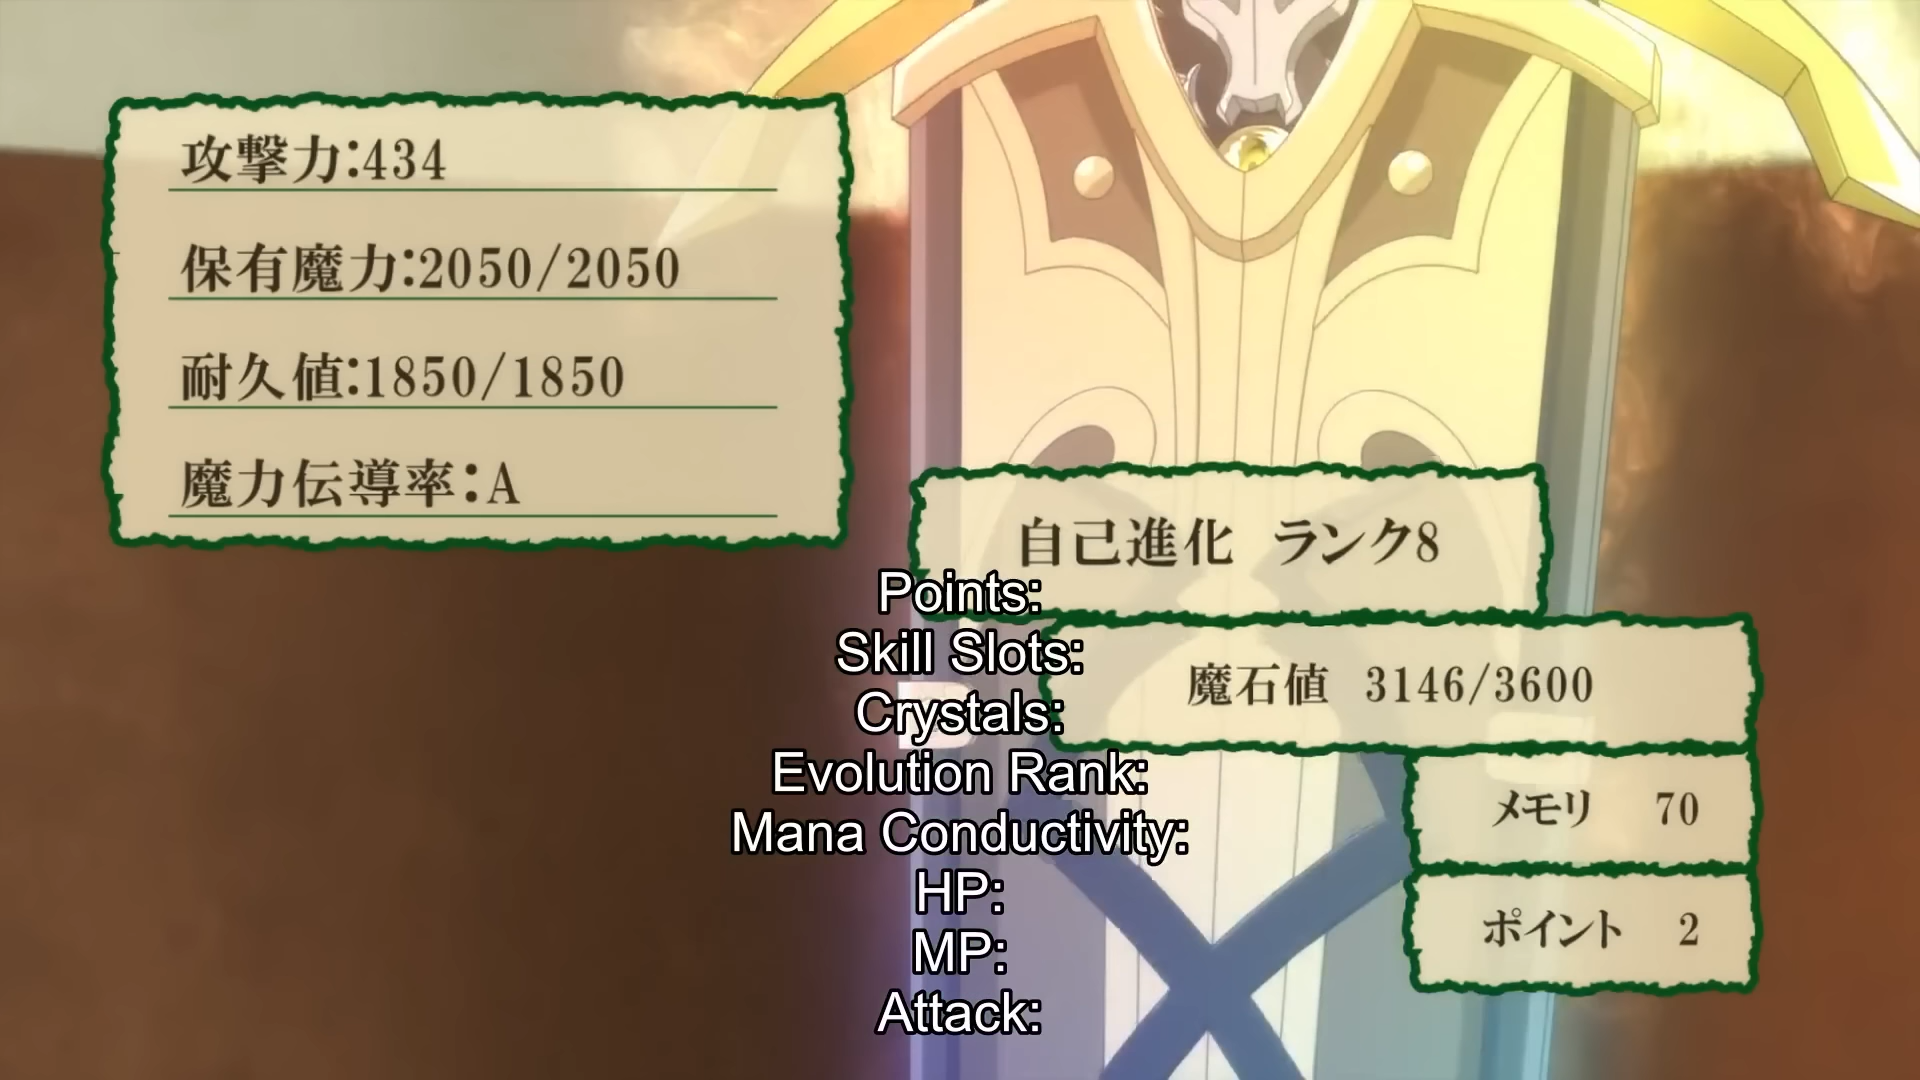 攻撃力:434
保有魔力:2050/2050
耐久値:1850/1850
魔力伝導率:A
自己進化 ランク8
魔石値 3146/3600
メモリ 70
ポイント 2
Points:
Skill Slots:
Crystals:
Evolution Rank:
Mana Conductivity:
HP:
MP:
Attack: